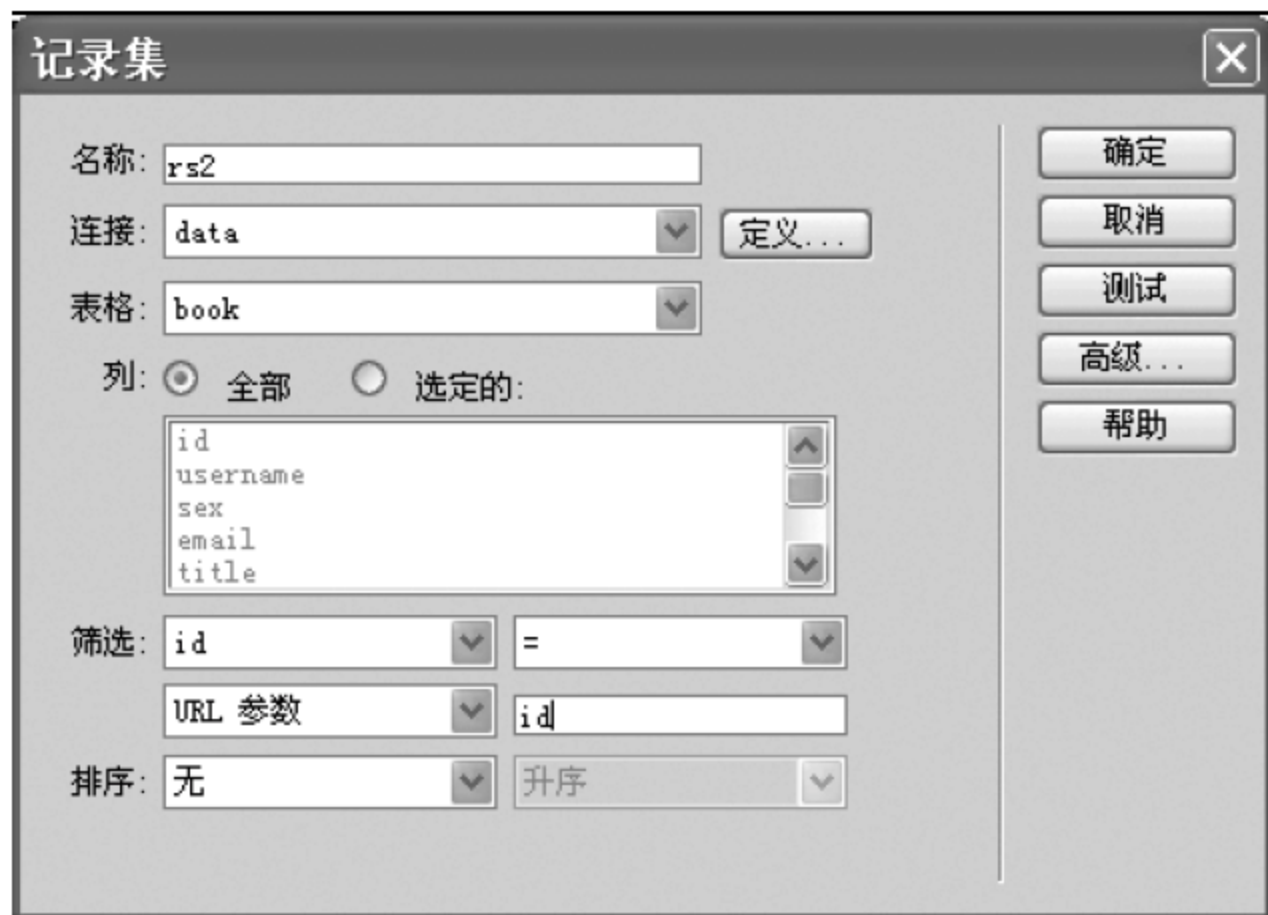 记录集
名称: rs2
连接: data 定义...
表格: book
列: 全部 选定的:
id
username
sex
email
title
筛选: id =
URL 参数 id
排序: 无 升序
确定
取消
测试
高级...
帮助